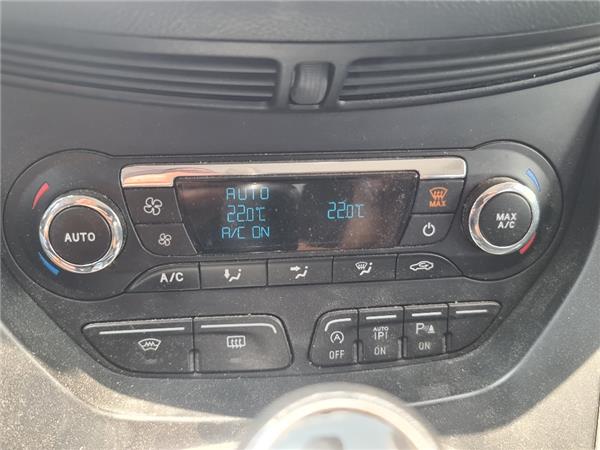 AUTO
22.0°C 22.0°C
A/C ON
MAX
AUTO
MAX
A/C
A/C
A
OFF
AUTO
P
ON
P
ON